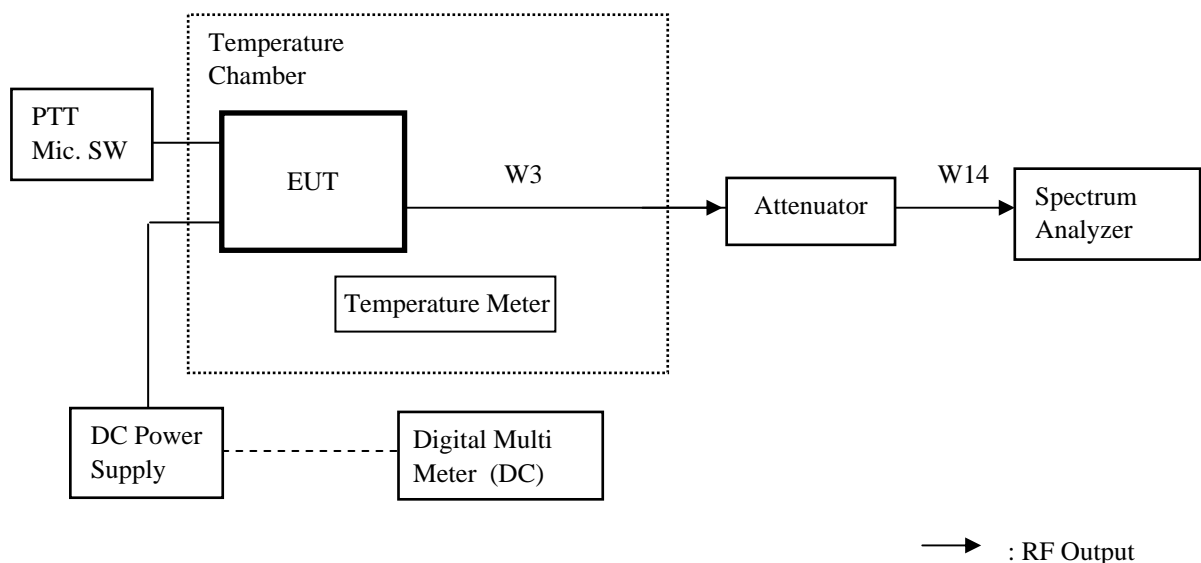 Temperature
Chamber
PTT
Mic. SW
EUT
W3
Attenuator
W14
Spectrum
Analyzer
Temperature Meter
DC Power
Supply
Digital Multi
Meter (DC)
: RF Output